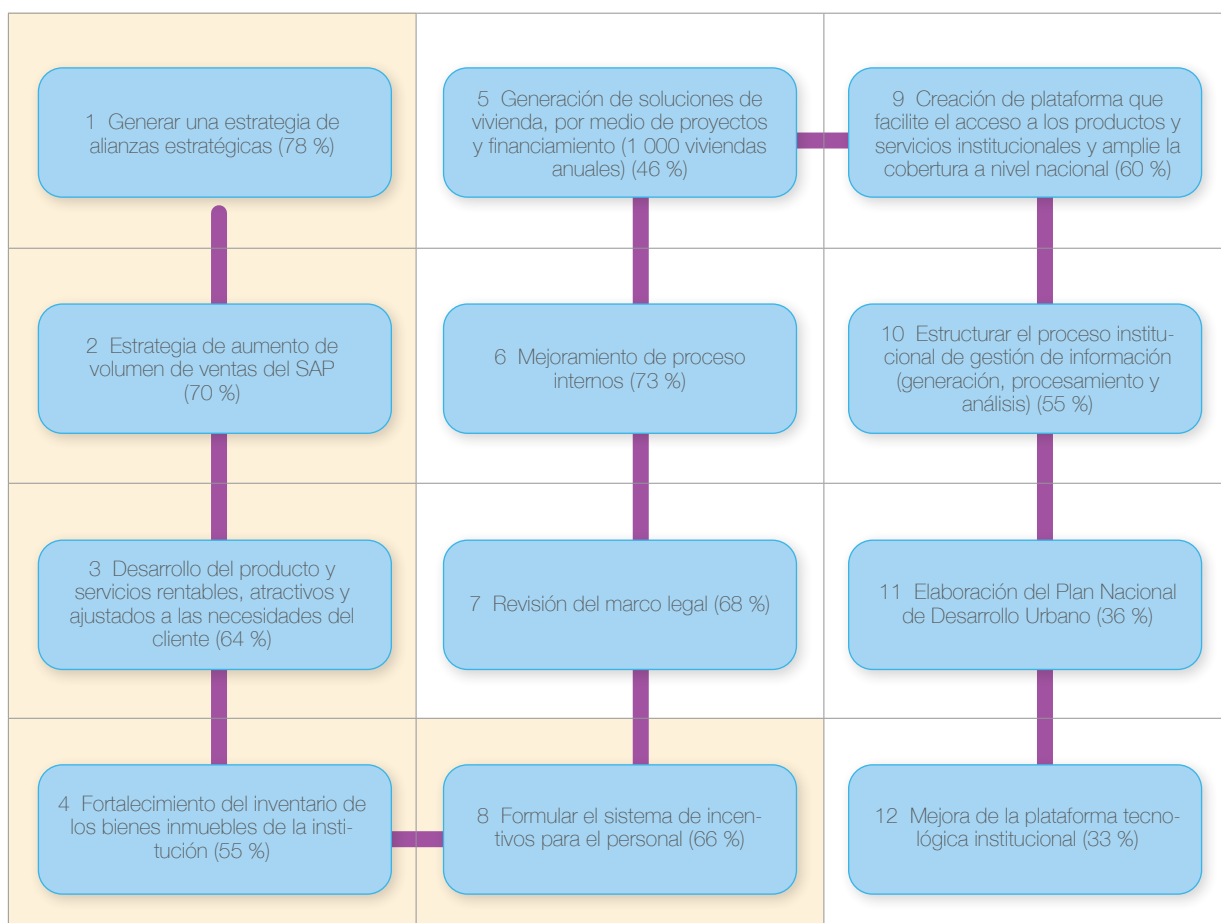 1 Generar una estrategia de
alianzas estratégicas (78 %)
2 Estrategia de aumento de
volumen de ventas del SAP
(70 %)
3 Desarrollo del producto y
servicios rentables, atractivos y
ajustados a las necesidades del
cliente (64 %)
4 Fortalecimiento del inventario de
los bienes inmuebles de la insti-
tución (55 %)
5 Generación de soluciones de
vivienda, por medio de proyectos
y financiamiento (1 000 viviendas
anuales) (46 %)
6 Mejoramiento de proceso
internos (73 %)
7 Revisión del marco legal (68 %)
8 Formular el sistema de incen-
tivos para el personal (66 %)
9 Creación de plataforma que
facilite el acceso a los productos y
servicios institucionales y amplie la
cobertura a nivel nacional (60 %)
10 Estructurar el proceso institu-
cional de gestión de información
(generación, procesamiento y
análisis) (55 %)
11 Elaboración del Plan Nacional
de Desarrollo Urbano (36 %)
12 Mejora de la plataforma tecno-
lógica institucional (33 %)